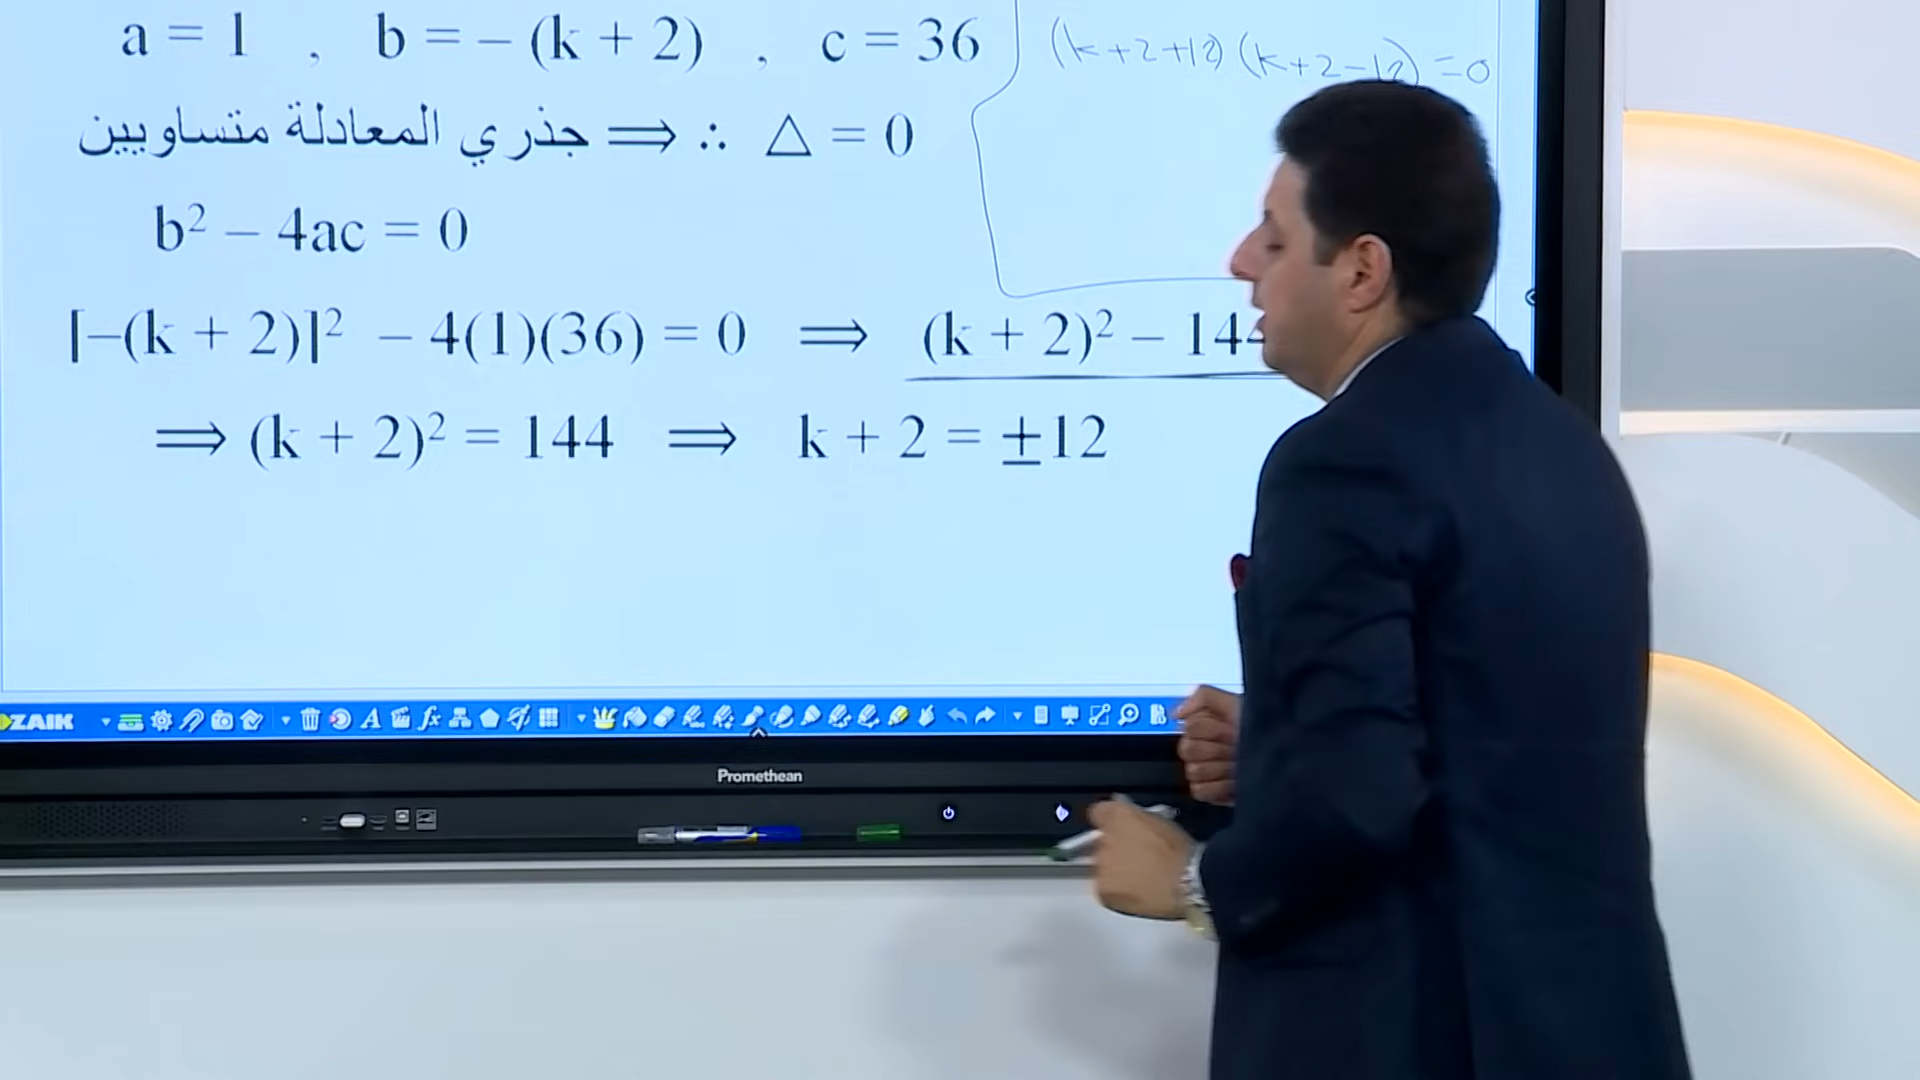 a = 1 , b = – (k + 2) , c = 36
(k+2+12) (k+2-12) =0
جذري المعادلة متساويين ⟹ ∴ △ = 0
b² – 4ac = 0
[–(k + 2)]² – 4(1)(36) = 0 ⟹ (k + 2)² – 144
⟹ (k + 2)² = 144 ⟹ k + 2 = ±12
ZAIK
Promethean